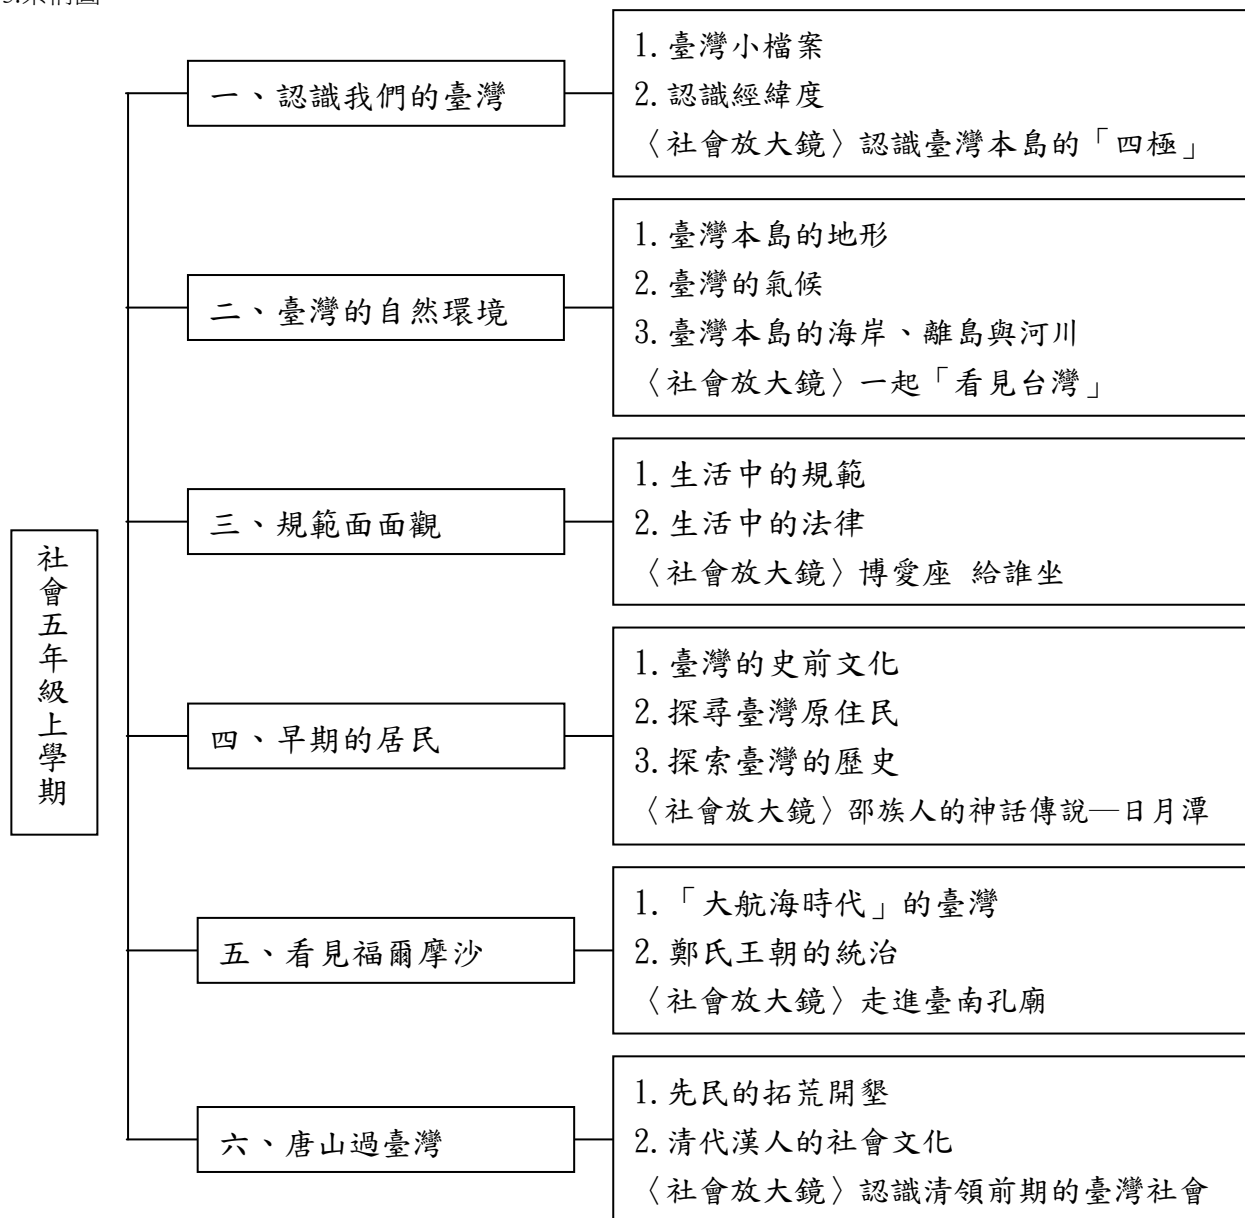 社會五年級上學期
一、認識我們的臺灣
1.臺灣小檔案
2.認識經緯度
〈社會放大鏡〉認識臺灣本島的「四極」
二、臺灣的自然環境
1.臺灣本島的地形
2.臺灣的氣候
3.臺灣本島的海岸、離島與河川
〈社會放大鏡〉一起「看見台灣」
三、規範面面觀
1.生活中的規範
2.生活中的法律
〈社會放大鏡〉博愛座 給誰坐
四、早期的居民
1.臺灣的史前文化
2.探尋臺灣原住民
3.探索臺灣的歷史
〈社會放大鏡〉邵族人的神話傳說—日月潭
五、看見福爾摩沙
1.「大航海時代」的臺灣
2.鄭氏王朝的統治
〈社會放大鏡〉走進臺南孔廟
六、唐山過臺灣
1.先民的拓荒開墾
2.清代漢人的社會文化
〈社會放大鏡〉認識清領前期的臺灣社會